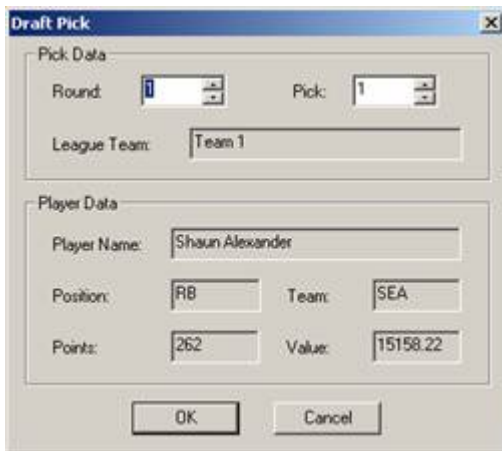 Draft Pick
Pick Data
Round: 1 Pick: 1
League Team: Team 1
Player Data
Player Name: Shaun Alexander
Position: RB Team: SEA
Points: 262 Value: 15158.22
OK Cancel